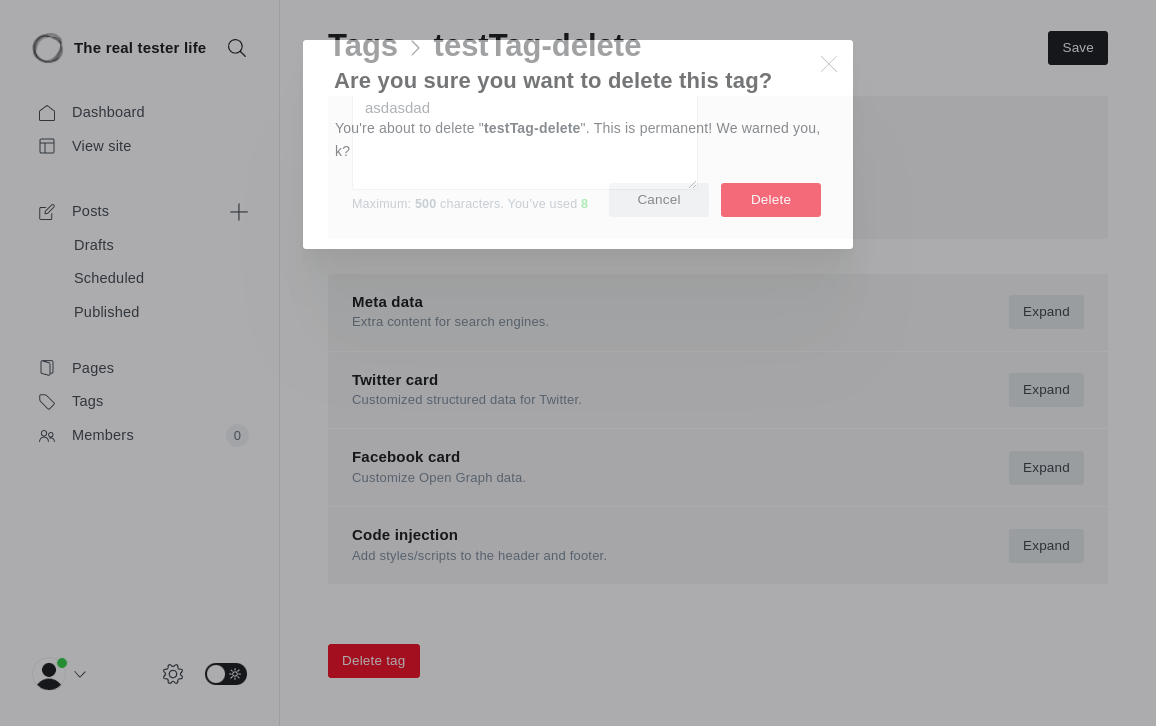 The real tester life
Dashboard
View site
Posts
Drafts
Scheduled
Published
Pages
Tags
Members 0
Tags > testTag-delete
Save
Are you sure you want to delete this tag?
asdasdad
You're about to delete "testTag-delete". This is permanent! We warned you,
k?
Maximum: 500 characters. You've used 8
Cancel Delete
Meta data
Extra content for search engines.
Expand
Twitter card
Customized structured data for Twitter.
Expand
Facebook card
Customize Open Graph data.
Expand
Code injection
Add styles/scripts to the header and footer.
Expand
Delete tag